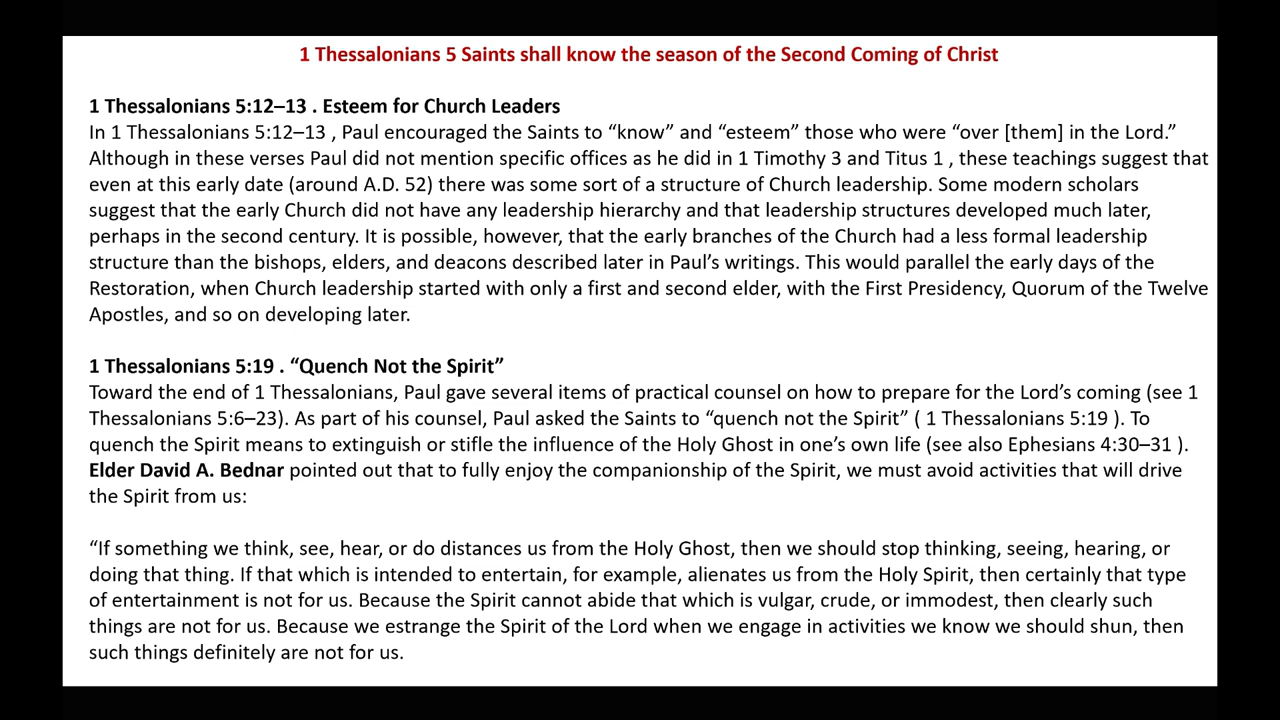 1 Thessalonians 5 Saints shall know the season of the Second Coming of Christ
1 Thessalonians 5:12–13 . Esteem for Church Leaders
In 1 Thessalonians 5:12–13 , Paul encouraged the Saints to “know” and “esteem” those who were “over [them] in the Lord.”
Although in these verses Paul did not mention specific offices as he did in 1 Timothy 3 and Titus 1 , these teachings suggest that
even at this early date (around A.D. 52) there was some sort of a structure of Church leadership. Some modern scholars
suggest that the early Church did not have any leadership hierarchy and that leadership structures developed much later,
perhaps in the second century. It is possible, however, that the early branches of the Church had a less formal leadership
structure than the bishops, elders, and deacons described later in Paul’s writings. This would parallel the early days of the
Restoration, when Church leadership started with only a first and second elder, with the First Presidency, Quorum of the Twelve
Apostles, and so on developing later.
1 Thessalonians 5:19 . “Quench Not the Spirit”
Toward the end of 1 Thessalonians, Paul gave several items of practical counsel on how to prepare for the Lord’s coming (see 1
Thessalonians 5:6–23). As part of his counsel, Paul asked the Saints to “quench not the Spirit” ( 1 Thessalonians 5:19 ). To
quench the Spirit means to extinguish or stifle the influence of the Holy Ghost in one’s own life (see also Ephesians 4:30–31 ).
Elder David A. Bednar pointed out that to fully enjoy the companionship of the Spirit, we must avoid activities that will drive
the Spirit from us:
“If something we think, see, hear, or do distances us from the Holy Ghost, then we should stop thinking, seeing, hearing, or
doing that thing. If that which is intended to entertain, for example, alienates us from the Holy Spirit, then certainly that type
of entertainment is not for us. Because the Spirit cannot abide that which is vulgar, crude, or immodest, then clearly such
things are not for us. Because we estrange the Spirit of the Lord when we engage in activities we know we should shun, then
such things definitely are not for us.